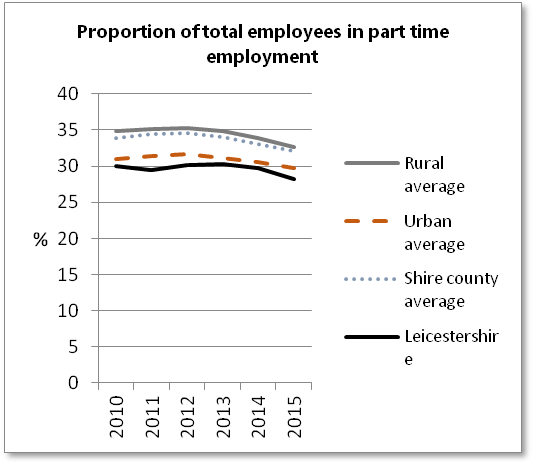 Proportion of total employees in part time
employment
40
35
30
25
20
15
10
5
0
%
2010
2011
2012
2013
2014
2015
Rural
average
Urban
average
Shire county
average
Leicestershir
e